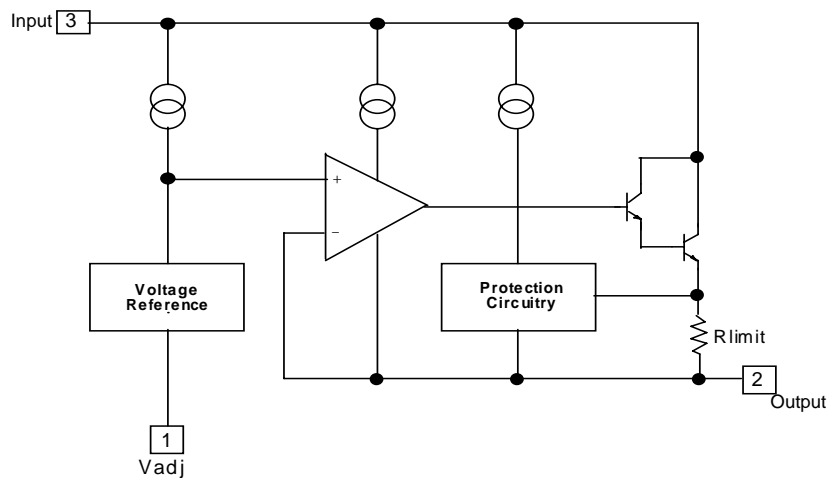 Input 3
+
−
Voltage
Reference
Protection
Circuitry
Rlimit
2
Output
1
Vadj